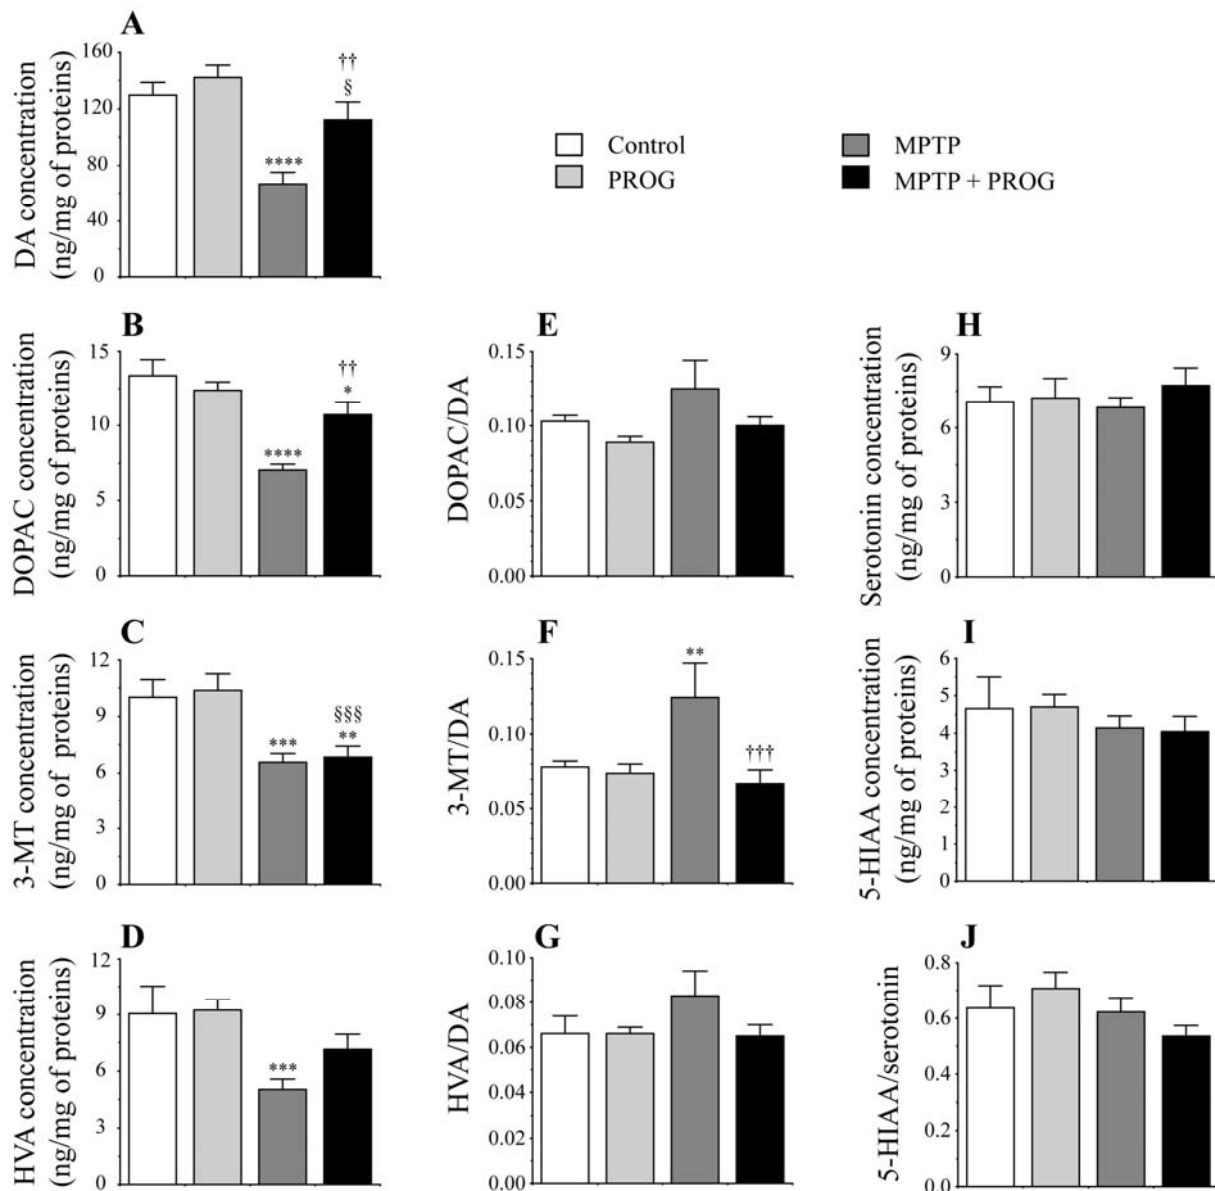 A
DA concentration
(ng/mg of proteins)
160
120
80
40
0
****
††
§
Control
PROG
MPTP
MPTP + PROG
B
DOPAC concentration
(ng/mg of proteins)
15
10
5
0
****
††
*
E
DOPAC/DA
0.15
0.10
0.05
0.00
H
Serotonin concentration
(ng/mg of proteins)
9
6
3
0
C
3-MT concentration
(ng/mg of proteins)
12
9
6
3
0
***
§§§
**
F
3-MT/DA
0.15
0.10
0.05
0.00
**
†††
I
5-HIAA concentration
(ng/mg of proteins)
6
5
4
4
2
1
0
D
HVA concentration
(ng/mg of proteins)
12
9
6
3
0
***
G
HVA/DA
0.10
0.08
0.06
0.04
0.02
0.00
J
5-HIAA/serotonin
0.8
0.6
0.4
0.2
0.0